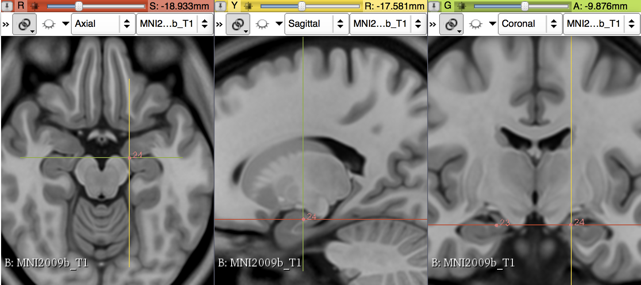 R S: -18.933mm
» Axial MNI2...b_T1
24
B: MNI2009b_T1
Y R: -17.581mm
» Sagittal MNI2...b_T1
24
B: MNI2009b_T1
G A: -9.876mm
» Coronal MNI2...b_T1
23
24
B: MNI2009b_T1